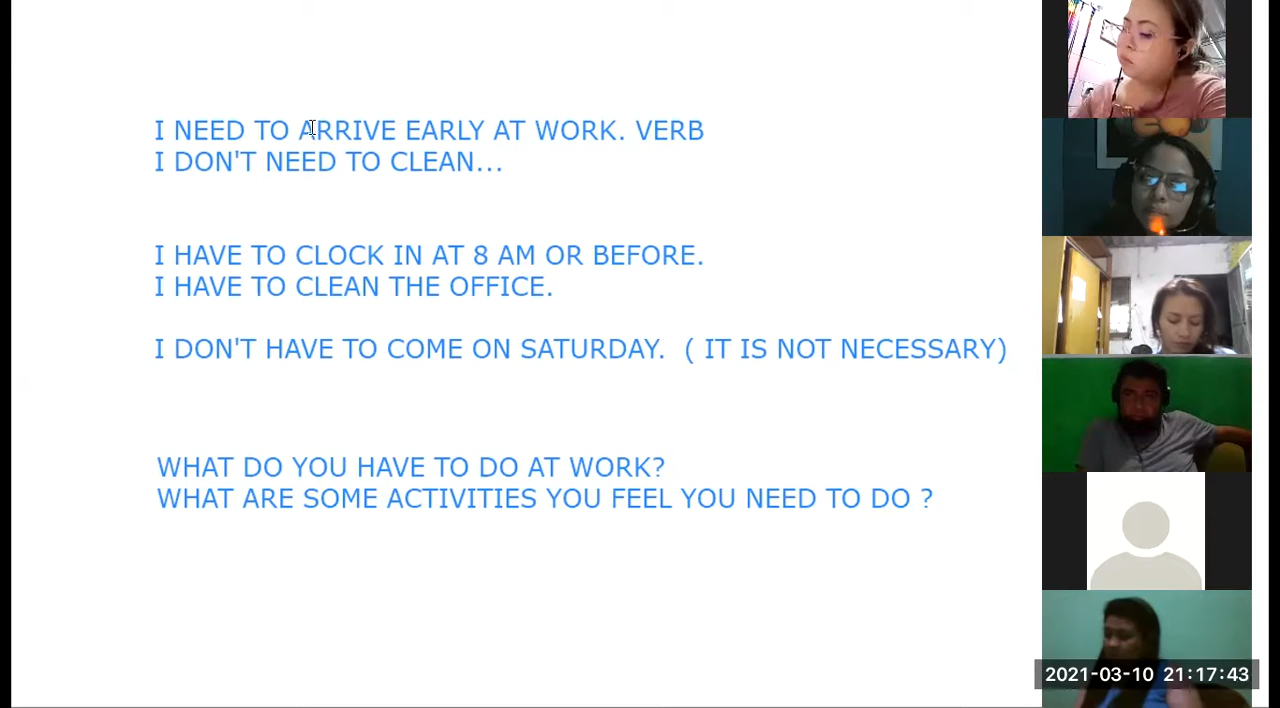 I NEED TO ARRIVE EARLY AT WORK. VERB
I DON'T NEED TO CLEAN...
I HAVE TO CLOCK IN AT 8 AM OR BEFORE.
I HAVE TO CLEAN THE OFFICE.
I DON'T HAVE TO COME ON SATURDAY. ( IT IS NOT NECESSARY)
WHAT DO YOU HAVE TO DO AT WORK?
WHAT ARE SOME ACTIVITIES YOU FEEL YOU NEED TO DO ?
2021-03-10 21:17:43